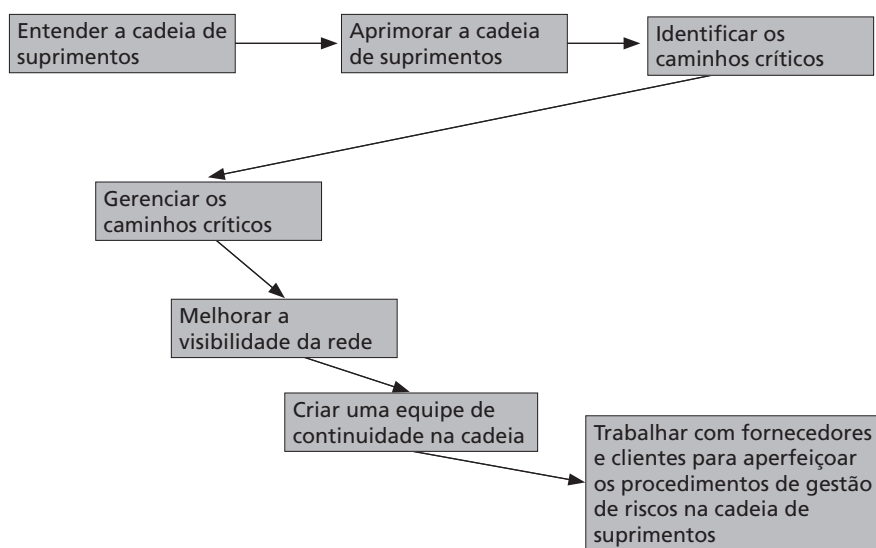 Entender a cadeia de
suprimentos
Aprimorar a cadeia
de suprimentos
Identificar os
caminhos críticos
Gerenciar os
caminhos críticos
Melhorar a
visibilidade da rede
Criar uma equipe de
continuidade na cadeia
Trabalhar com fornecedores
e clientes para aperfeiçoar
os procedimentos de gestão
de riscos na cadeia de
suprimentos